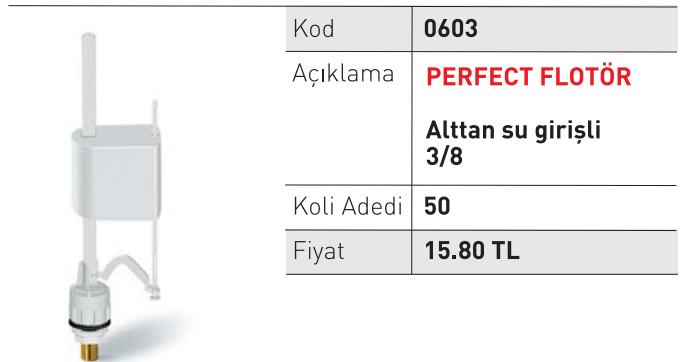 Kod 0603
Açıklama PERFECT FLOTÖR
Alttan su girişli
3/8
Koli Adedi 50
Fiyat 15.80 TL